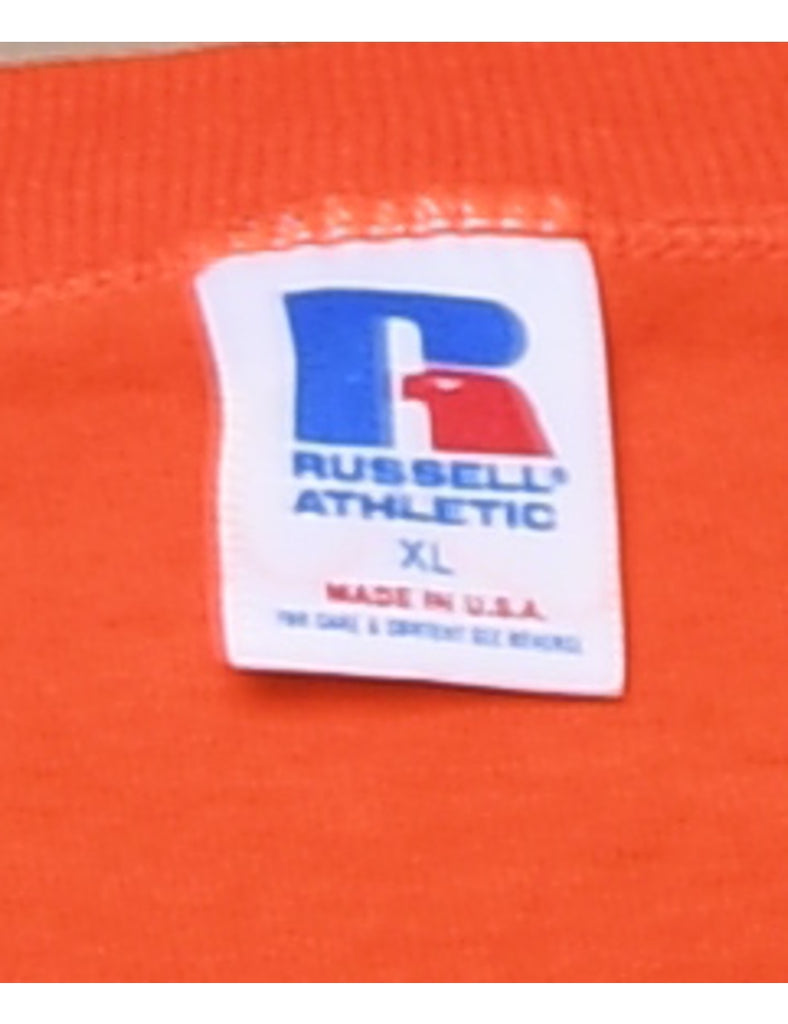 RUSSELL®
ATHLETIC
XL
MADE IN U.S.A.
FOR CARE & CONTENT SEE REVERSE